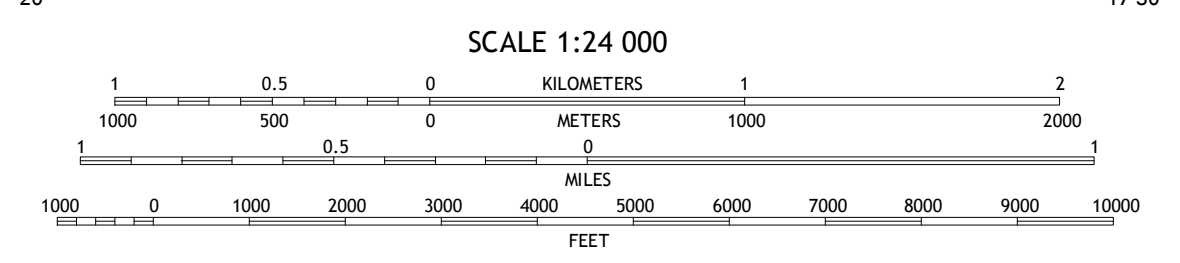 SCALE 1:24 000
1 0.5 0 KILOMETERS 1 2
1000 500 0 METERS 1000 2000
1 0.5 0 1
MILES
1000 0 1000 2000 3000 4000 5000 6000 7000 8000 9000 10000
FEET